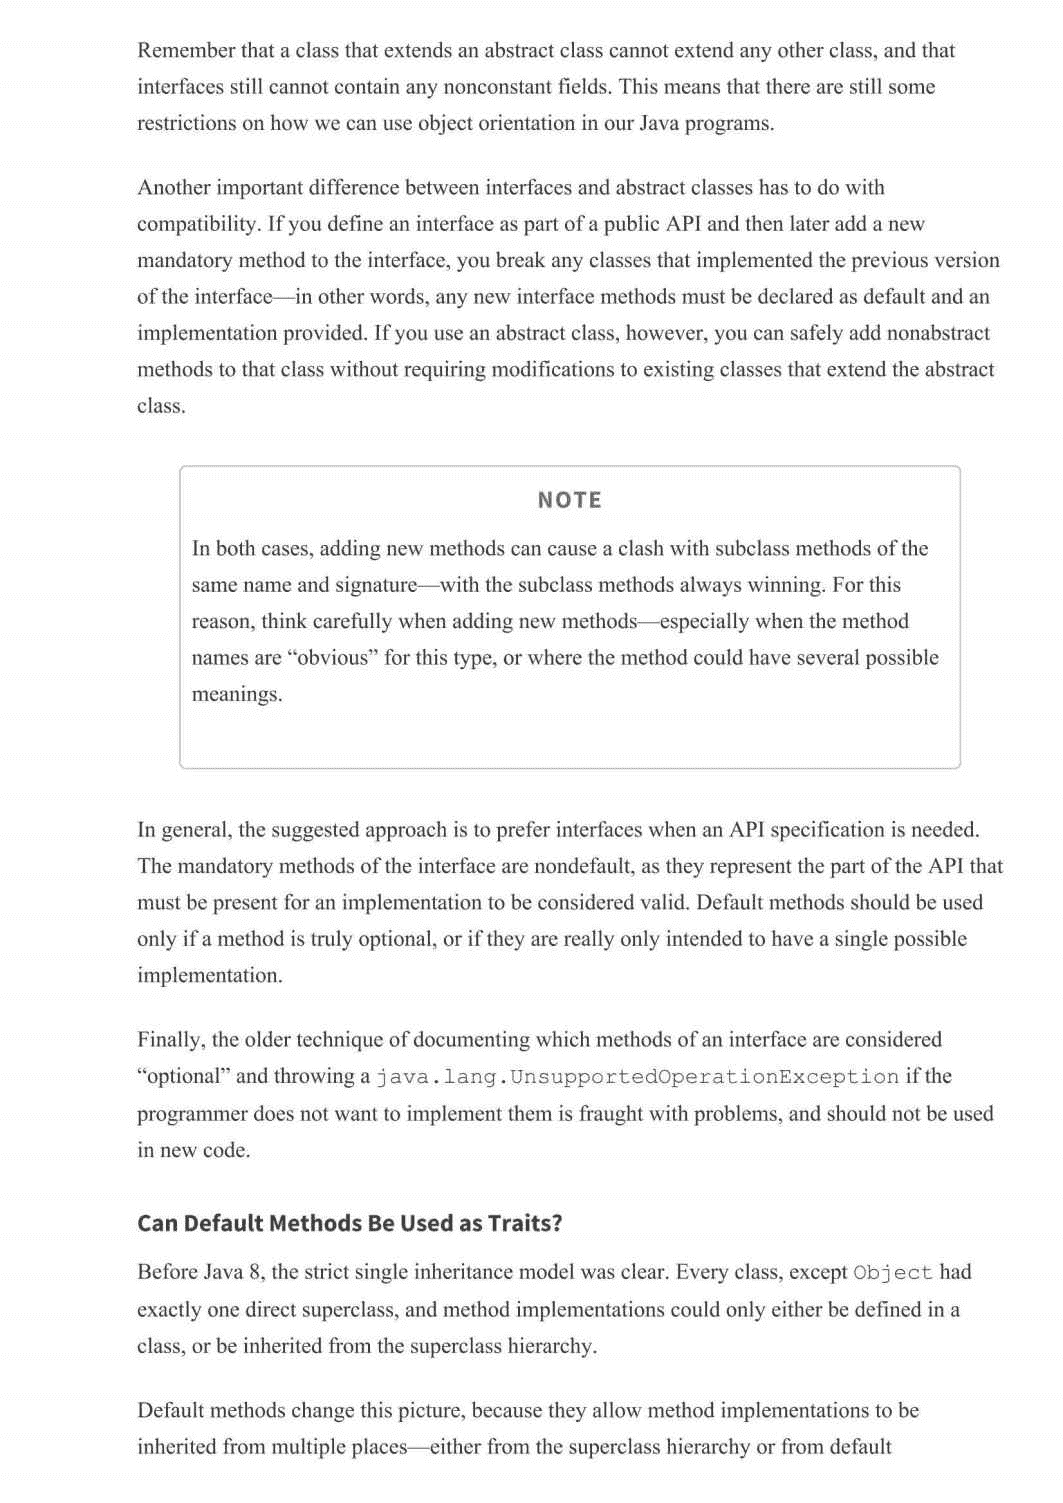 Remember that a class that extends an abstract class cannot extend any other class, and that
interfaces still cannot contain any nonconstant fields. This means that there are still some
restrictions on how we can use object orientation in our Java programs.
Another important difference between interfaces and abstract classes has to do with
compatibility. If you define an interface as part of a public API and then later add a new
mandatory method to the interface, you break any classes that implemented the previous version
of the interface—in other words, any new interface methods must be declared as default and an
implementation provided. If you use an abstract class, however, you can safely add nonabstract
methods to that class without requiring modifications to existing classes that extend the abstract
class.
NOTE
In both cases, adding new methods can cause a clash with subclass methods of the
same name and signature—with the subclass methods always winning. For this
reason, think carefully when adding new methods—especially when the method
names are “obvious” for this type, or where the method could have several possible
meanings.
In general, the suggested approach is to prefer interfaces when an API specification is needed.
The mandatory methods of the interface are nondefault, as they represent the part of the API that
must be present for an implementation to be considered valid. Default methods should be used
only if a method is truly optional, or if they are really only intended to have a single possible
implementation.
Finally, the older technique of documenting which methods of an interface are considered
“optional” and throwing a java.lang.UnsupportedOperationException if the
programmer does not want to implement them is fraught with problems, and should not be used
in new code.
Can Default Methods Be Used as Traits?
Before Java 8, the strict single inheritance model was clear. Every class, except Object had
exactly one direct superclass, and method implementations could only either be defined in a
class, or be inherited from the superclass hierarchy.
Default methods change this picture, because they allow method implementations to be
inherited from multiple places—either from the superclass hierarchy or from default